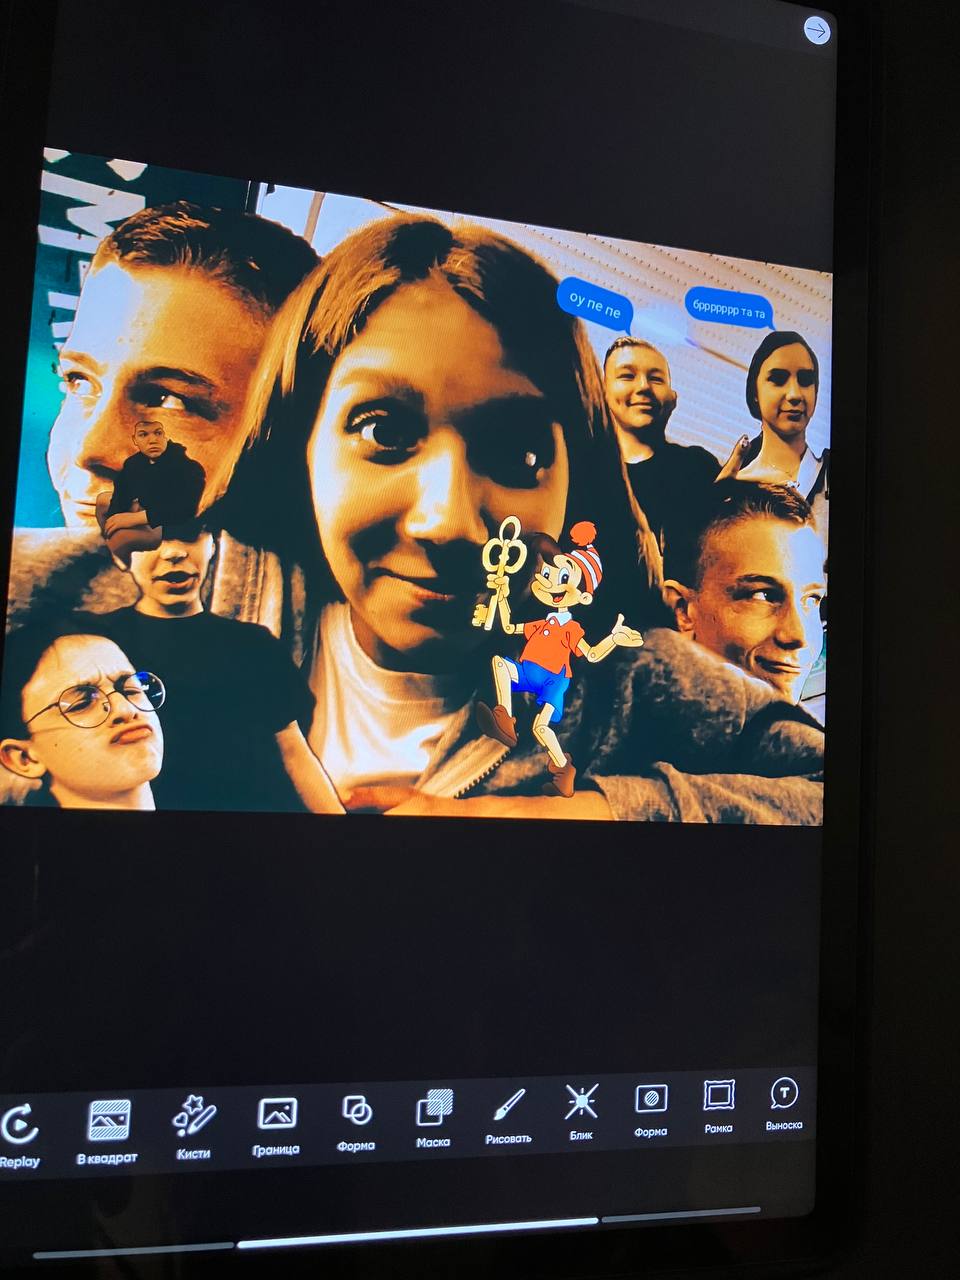 оу пе пе
бррррррр та та
Replay
В квадрат
Кисти
Граница
Форма
Маска
Рисовать
Блик
Форма
Рамка
Выноска